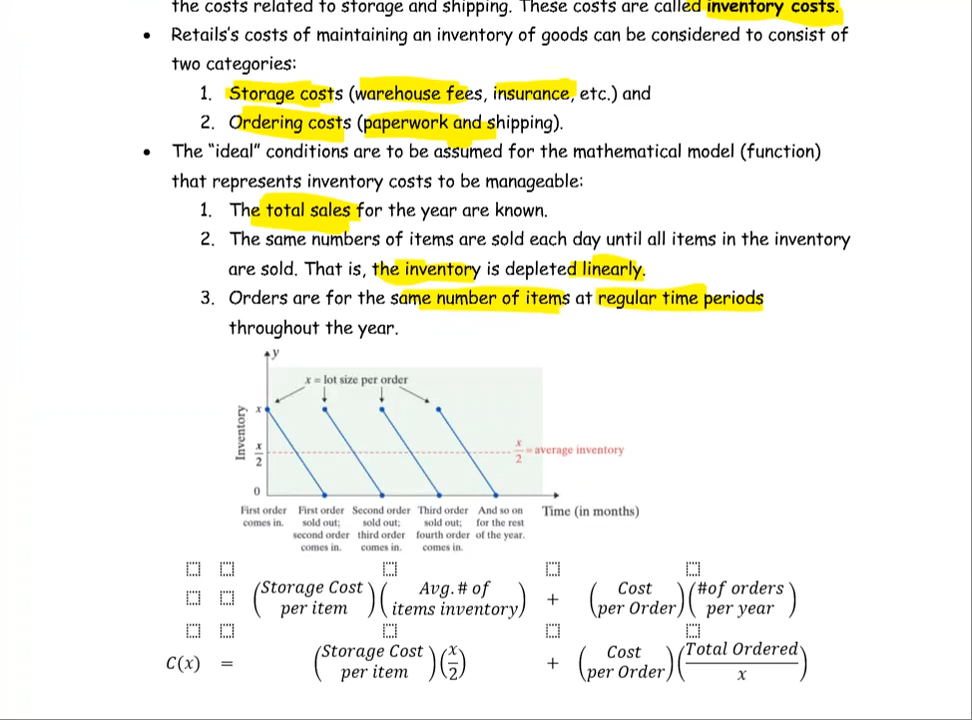 the costs related to storage and shipping. These costs are called inventory costs.
• Retails's costs of maintaining an inventory of goods can be considered to consist of
two categories:
1. Storage costs (warehouse fees, insurance, etc.) and
2. Ordering costs (paperwork and shipping).
• The "ideal" conditions are to be assumed for the mathematical model (function)
that represents inventory costs to be manageable:
1. The total sales for the year are known.
2. The same numbers of items are sold each day until all items in the inventory
are sold. That is, the inventory is depleted linearly.
3. Orders are for the same number of items at regular time periods
throughout the year.
y
x = lot size per order
Inventory
x
x/2
0
x/2 = average inventory
First order comes in.
First order sold out; second order comes in.
Second order sold out; third order comes in.
Third order sold out; fourth order comes in.
And so on for the rest of the year.
Time (in months)
(Storage Cost per item)(Avg. # of items inventory) + (Cost per Order)(#of orders per year)
C(x) = (Storage Cost per item)(x/2) + (Cost per Order)(Total Ordered/x)